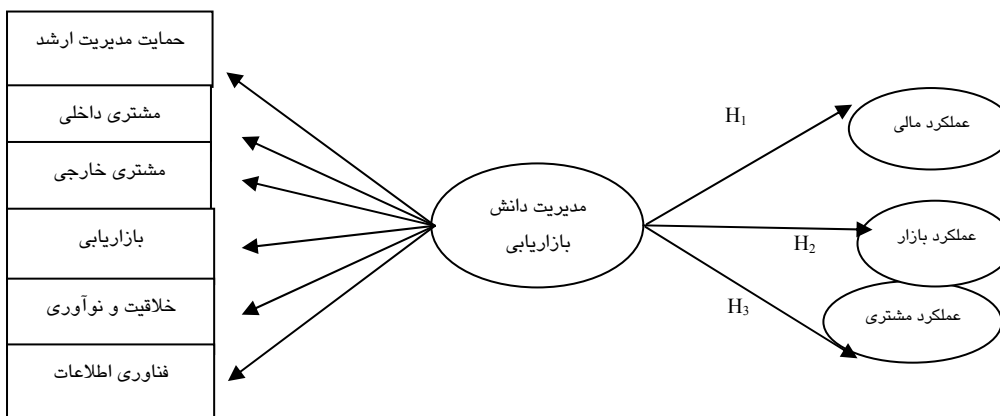 حمایت مدیریت ارشد
مشتری داخلی
مشتری خارجی
بازاریابی
خلاقیت و نوآوری
فناوری اطلاعات
مدیریت دانش
بازاریابی
H₁
H₂
H₃
عملکرد مالی
عملکرد بازار
عملکرد مشتری